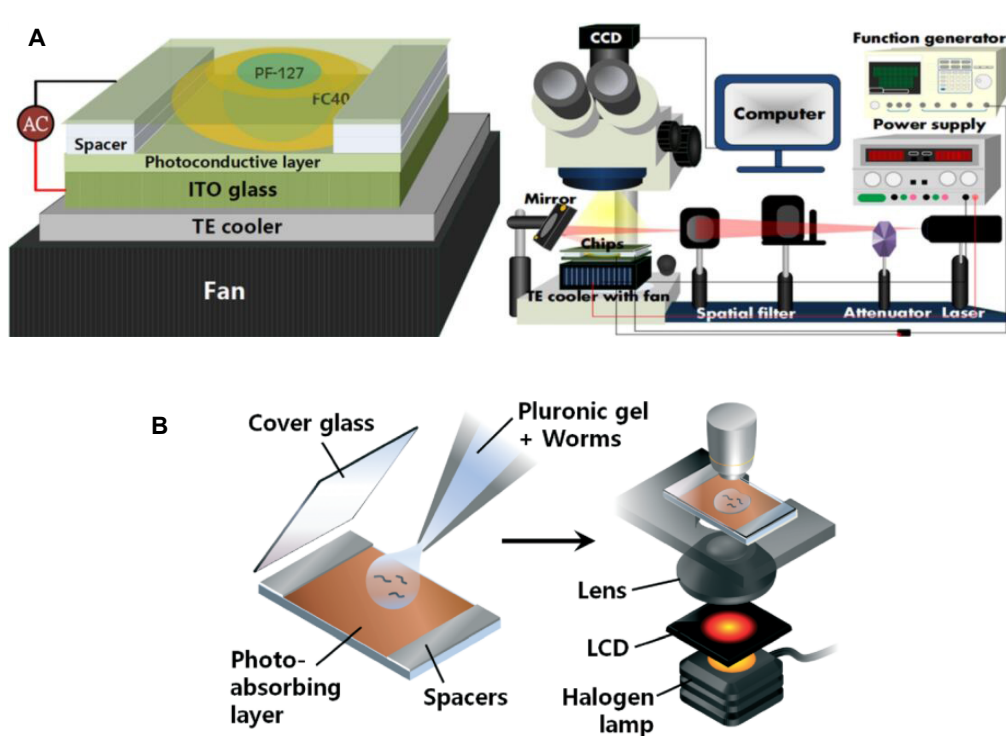 A
PF-127
FC40
AC
Spacer
Photoconductive layer
ITO glass
TE cooler
Fan
CCD
Function generator
Computer
Power supply
Mirror
Chips
TE cooler with fan
Spatial filter
Attenuator
Laser
B
Cover glass
Pluronic gel
+ Worms
Photo-
absorbing
layer
Spacers
Lens
LCD
Halogen
lamp